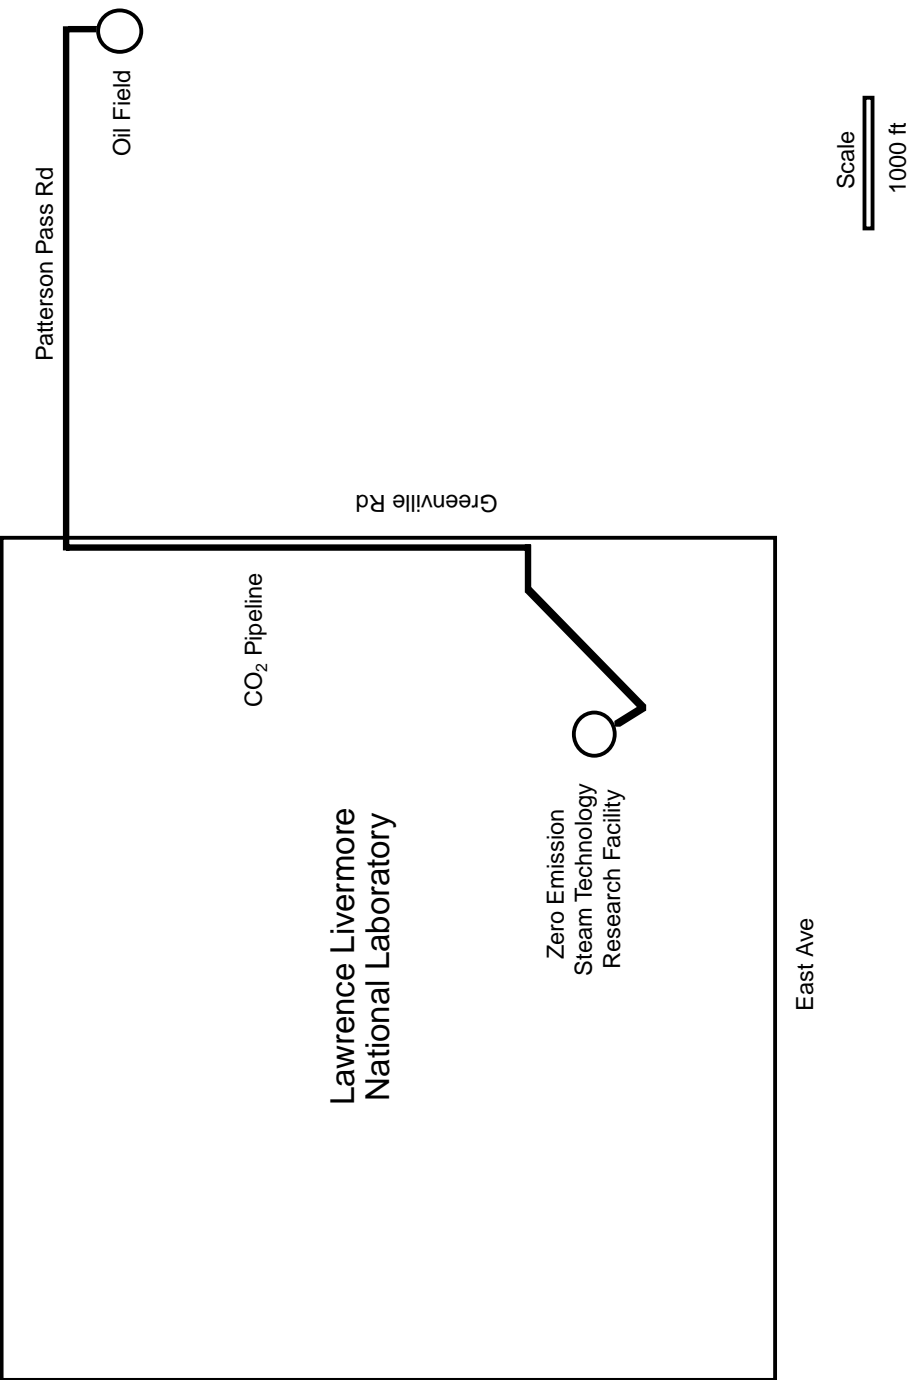 Oil Field
Patterson Pass Rd
Scale
1000 ft
Greenville Rd
CO₂ Pipeline
Lawrence Livermore
National Laboratory
Zero Emission
Steam Technology
Research Facility
East Ave